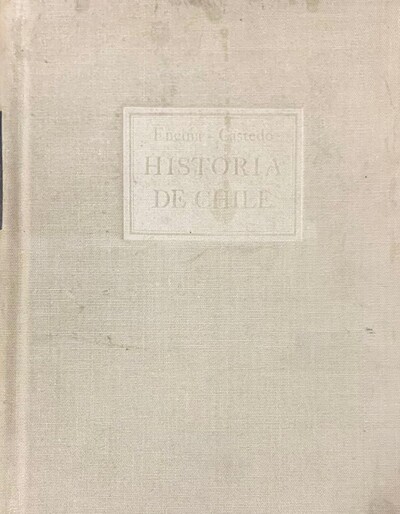 Encina - Castedo
HISTORIA
DE CHILE